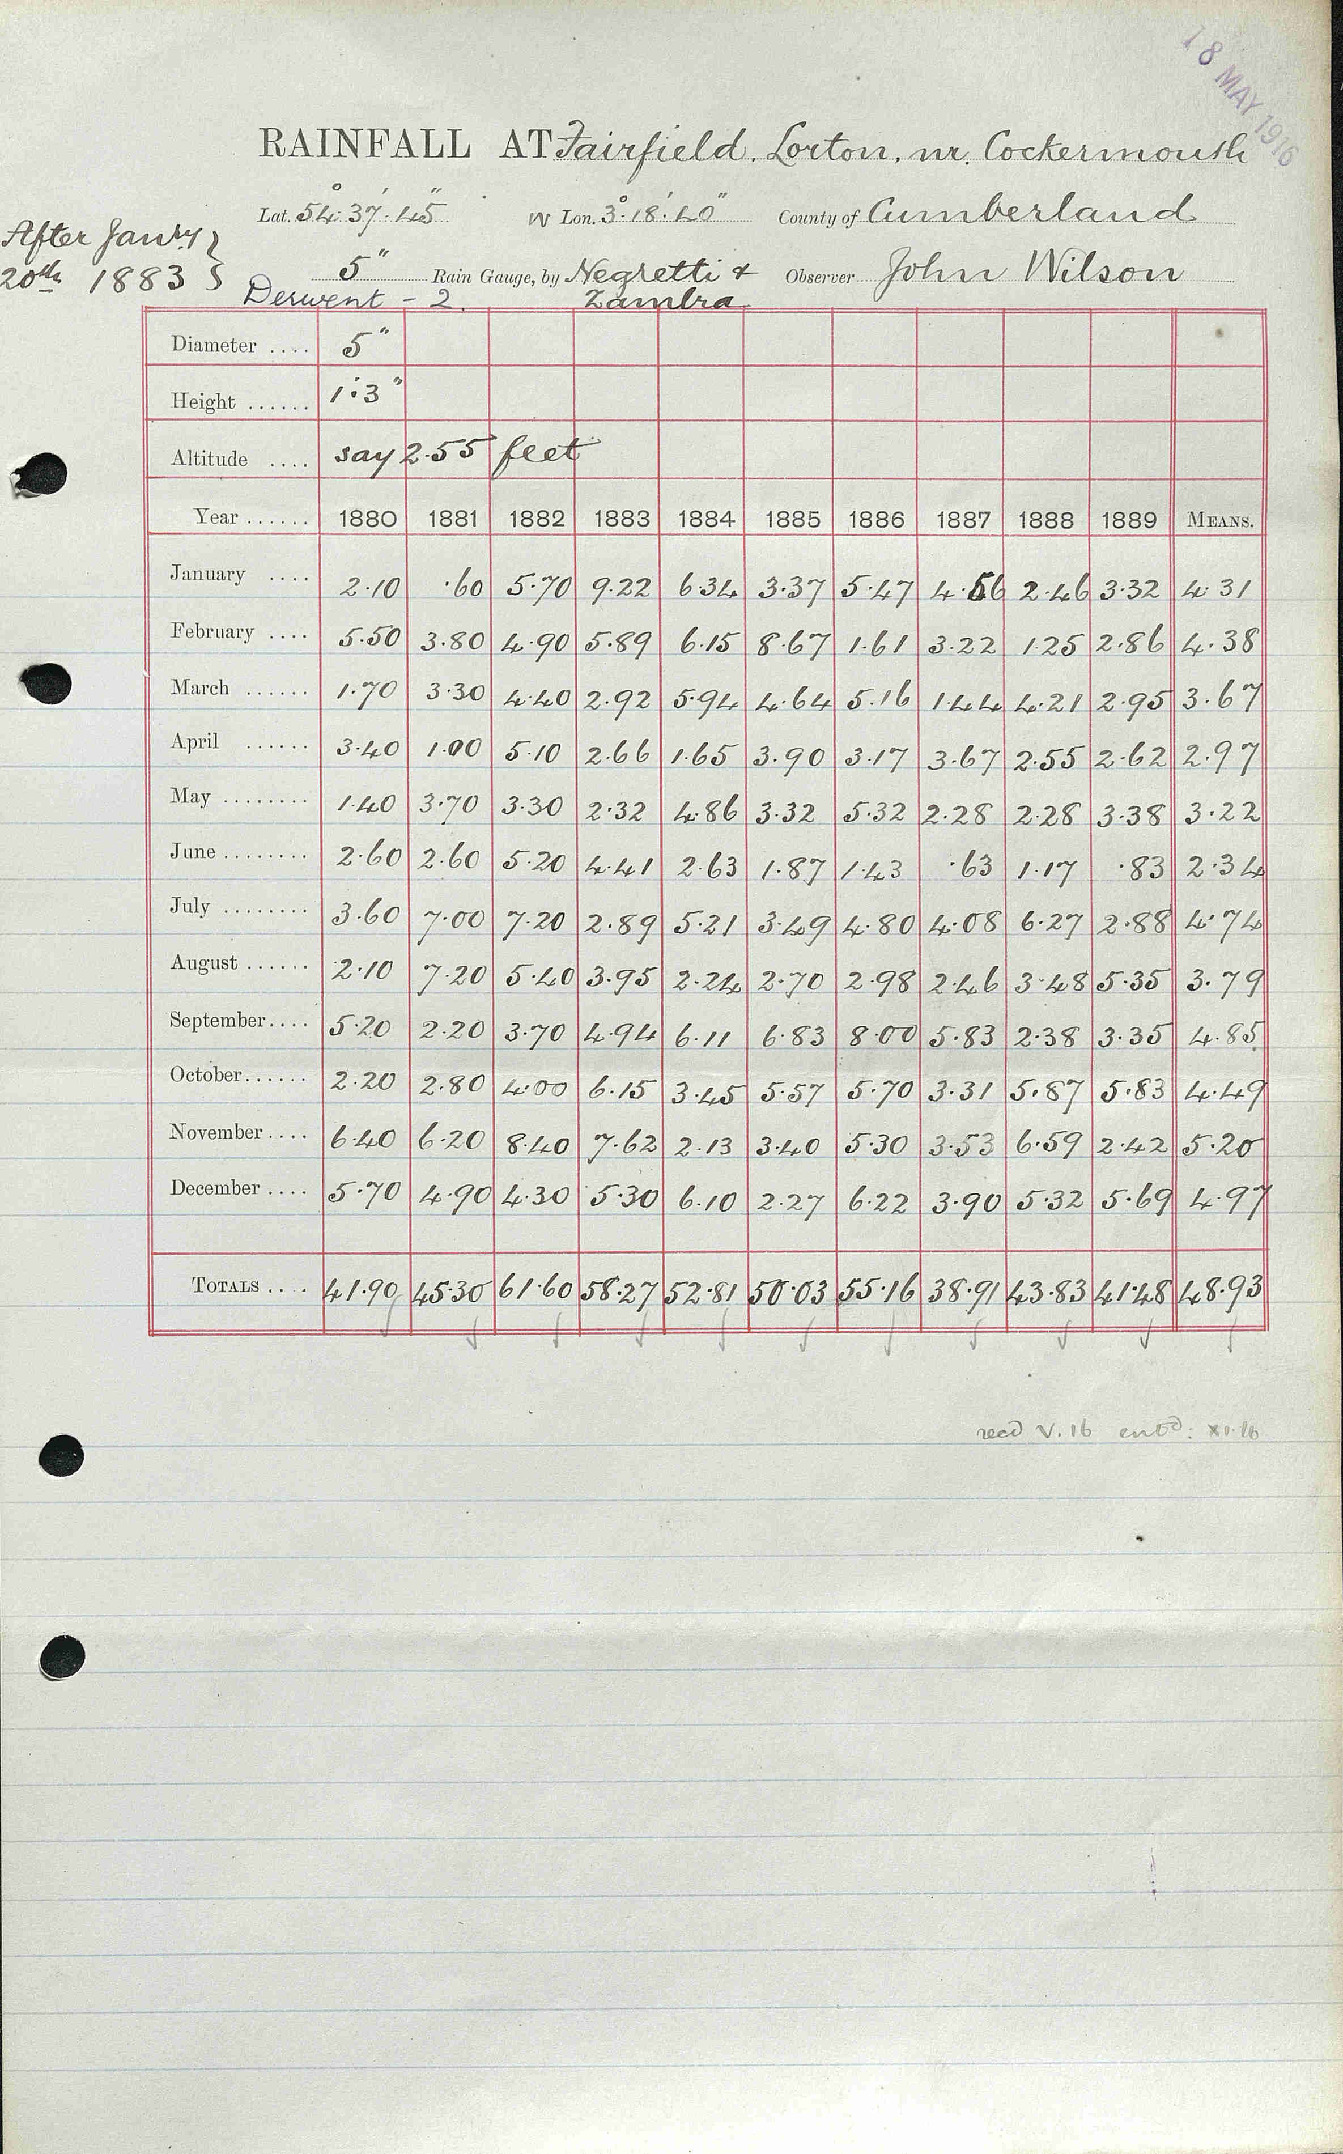 18 MAY 1916
RAINFALL AT Fairfield, Lorton, nr. Cockermouth
Lat. 54°.37'.45" W Lon. 3°.18'.40" County of Cumberland
After Janry 20th 1883 }
5" Rain Gauge, by Negretti & Zambra Observer John Wilson
Derwent - 2.
Diameter .... 5"
Height ...... 1'.3"
Altitude .... say 255 feet
Year ...... 1880 1881 1882 1883 1884 1885 1886 1887 1888 1889 MEANS.
January .... 2.10 .60 5.70 9.22 6.34 3.37 5.47 4.56 2.46 3.32 4.31
February .... 5.50 3.80 4.90 5.89 6.15 8.67 1.61 3.22 1.25 2.86 4.38
March ...... 1.70 3.30 4.40 2.92 5.94 4.64 5.16 1.44 4.21 2.95 3.67
April ...... 3.40 1.00 5.10 2.66 1.65 3.90 3.17 3.67 2.55 2.62 2.97
May ........ 1.40 3.70 3.30 2.32 4.86 3.32 5.32 2.28 2.28 3.38 3.22
June ........ 2.60 2.60 5.20 4.41 2.63 1.87 1.43 .63 1.17 .83 2.34
July ........ 3.60 7.00 7.20 2.89 5.21 3.49 4.80 4.08 6.27 2.88 4.74
August ...... 2.10 7.20 5.40 3.95 2.24 2.70 2.98 2.46 3.48 5.35 3.79
September.... 5.20 2.20 3.70 4.94 6.11 6.83 8.00 5.83 2.38 3.35 4.85
October...... 2.20 2.80 4.00 6.15 3.45 5.57 5.70 3.31 5.87 5.83 4.49
November.... 6.40 6.20 8.40 7.62 2.13 3.40 5.30 3.53 6.59 2.42 5.20
December .... 5.70 4.90 4.30 5.30 6.10 2.27 6.22 3.90 5.32 5.69 4.97
TOTALS .... 41.90 45.30 61.60 58.27 52.81 50.03 55.16 38.91 43.83 41.48 48.93
recd V.16 entd: XI.16